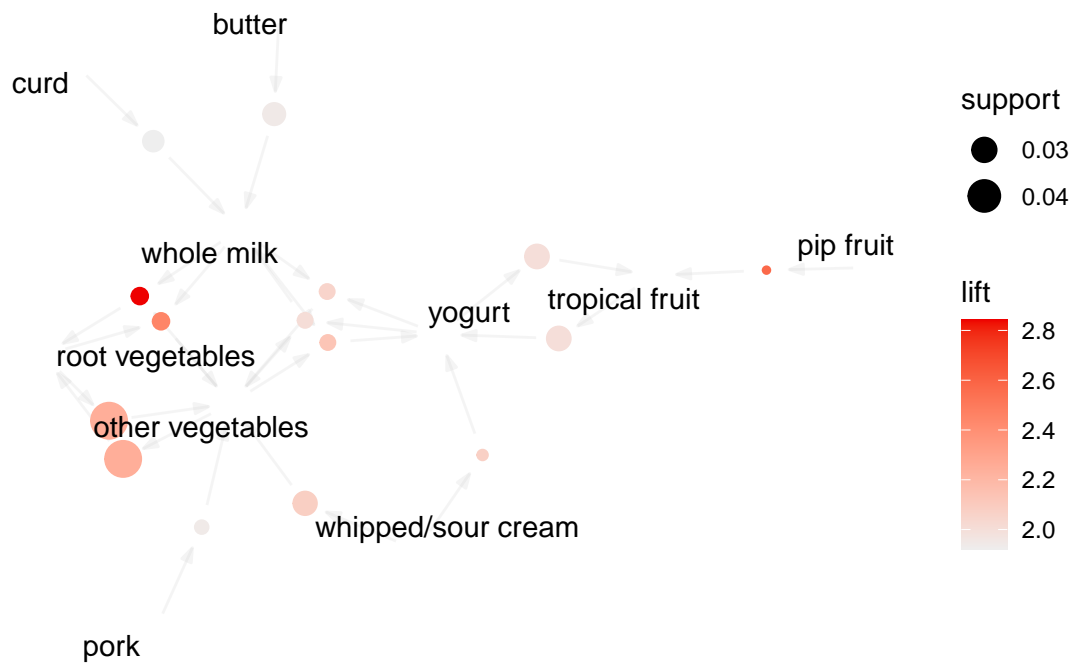 butter
curd
whole milk
pip fruit
tropical fruit
yogurt
root vegetables
other vegetables
whipped/sour cream
pork
support
0.03
0.04
lift
2.8
2.6
2.4
2.2
2.0